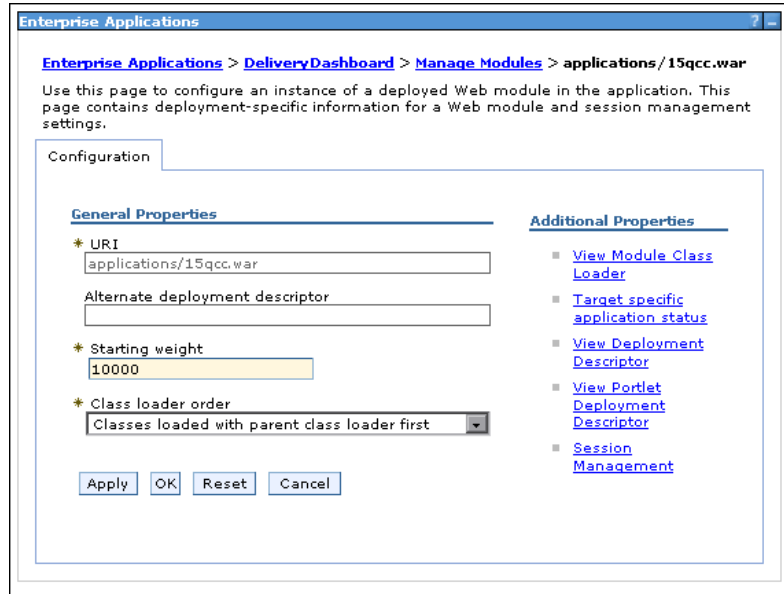 Enterprise Applications ? –
Enterprise Applications > DeliveryDashboard > Manage Modules > applications/15qcc.war
Use this page to configure an instance of a deployed Web module in the application. This
page contains deployment-specific information for a Web module and session management
settings.
Configuration
General Properties
* URI
applications/15qcc.war
Alternate deployment descriptor
* Starting weight
10000
* Class loader order
Classes loaded with parent class loader first
Apply OK Reset Cancel
Additional Properties
View Module Class
Loader
Target specific
application status
View Deployment
Descriptor
View Portlet
Deployment
Descriptor
Session
Management